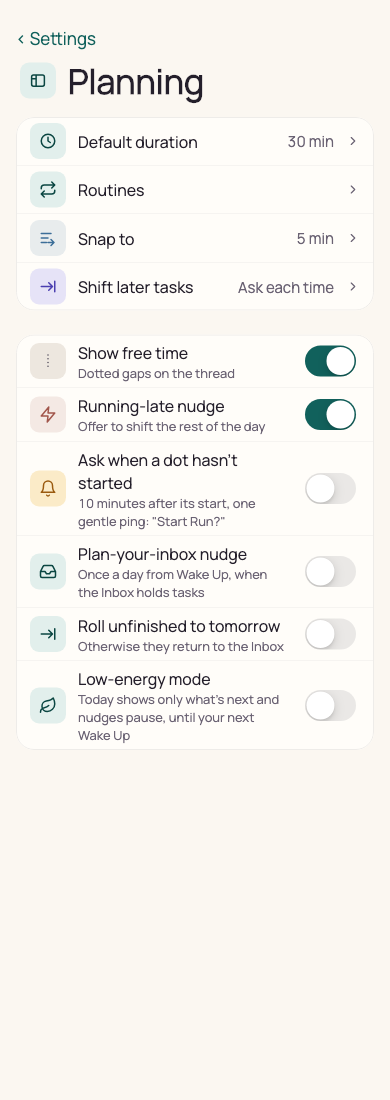 ‹ Settings
Planning
Default duration 30 min ›
Routines ›
Snap to 5 min ›
Shift later tasks Ask each time ›
Show free time
Dotted gaps on the thread
Running-late nudge
Offer to shift the rest of the day
Ask when a dot hasn't
started
10 minutes after its start, one
gentle ping: "Start Run?"
Plan-your-inbox nudge
Once a day from Wake Up, when
the Inbox holds tasks
Roll unfinished to tomorrow
Otherwise they return to the Inbox
Low-energy mode
Today shows only what's next and
nudges pause, until your next
Wake Up